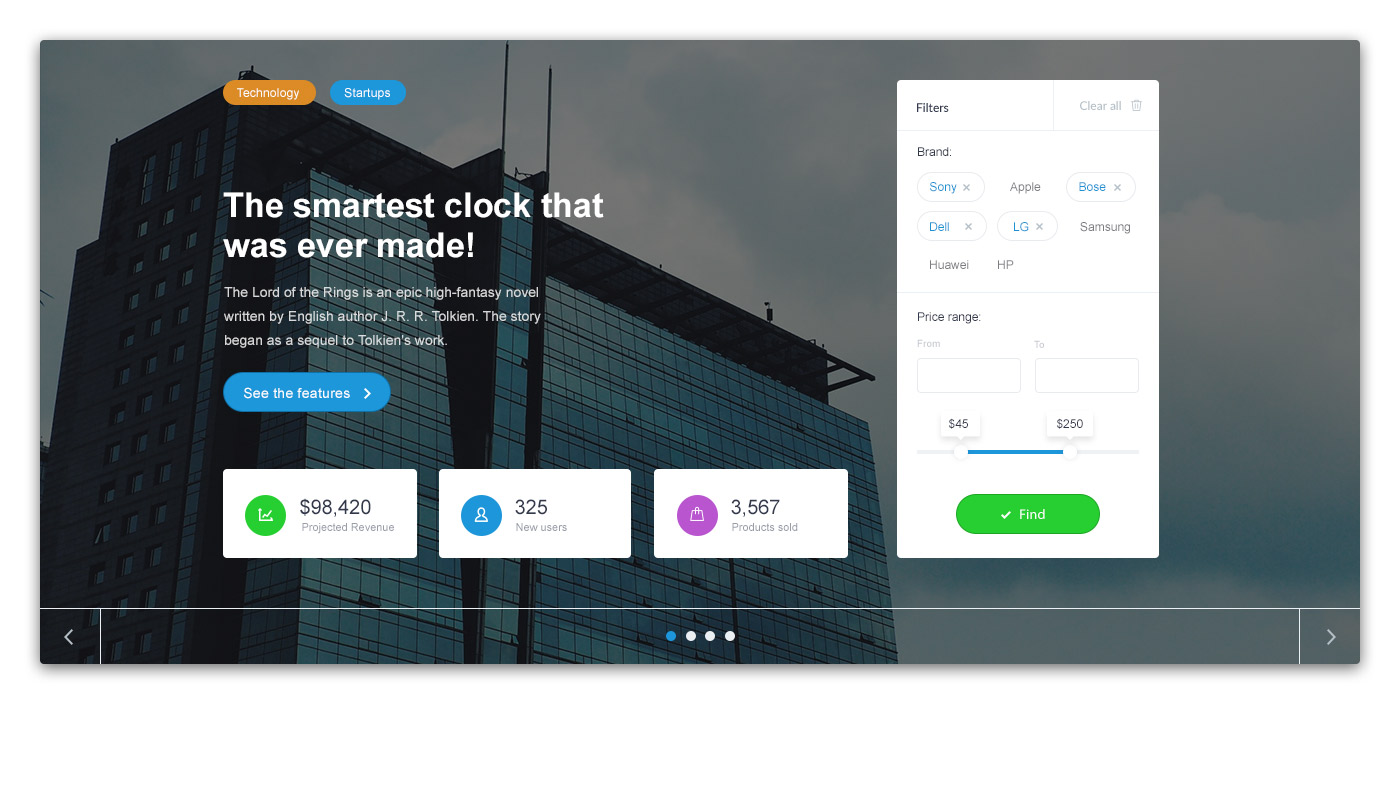 Technology
Startups
The smartest clock that
was ever made!
The Lord of the Rings is an epic high-fantasy novel
written by English author J. R. R. Tolkien. The story
began as a sequel to Tolkien's work.
See the features
$98,420
Projected Revenue
325
New users
3,567
Products sold
Filters
Clear all
Brand:
Sony
Apple
Bose
Dell
LG
Samsung
Huawei
HP
Price range:
From
To
$45
$250
Find